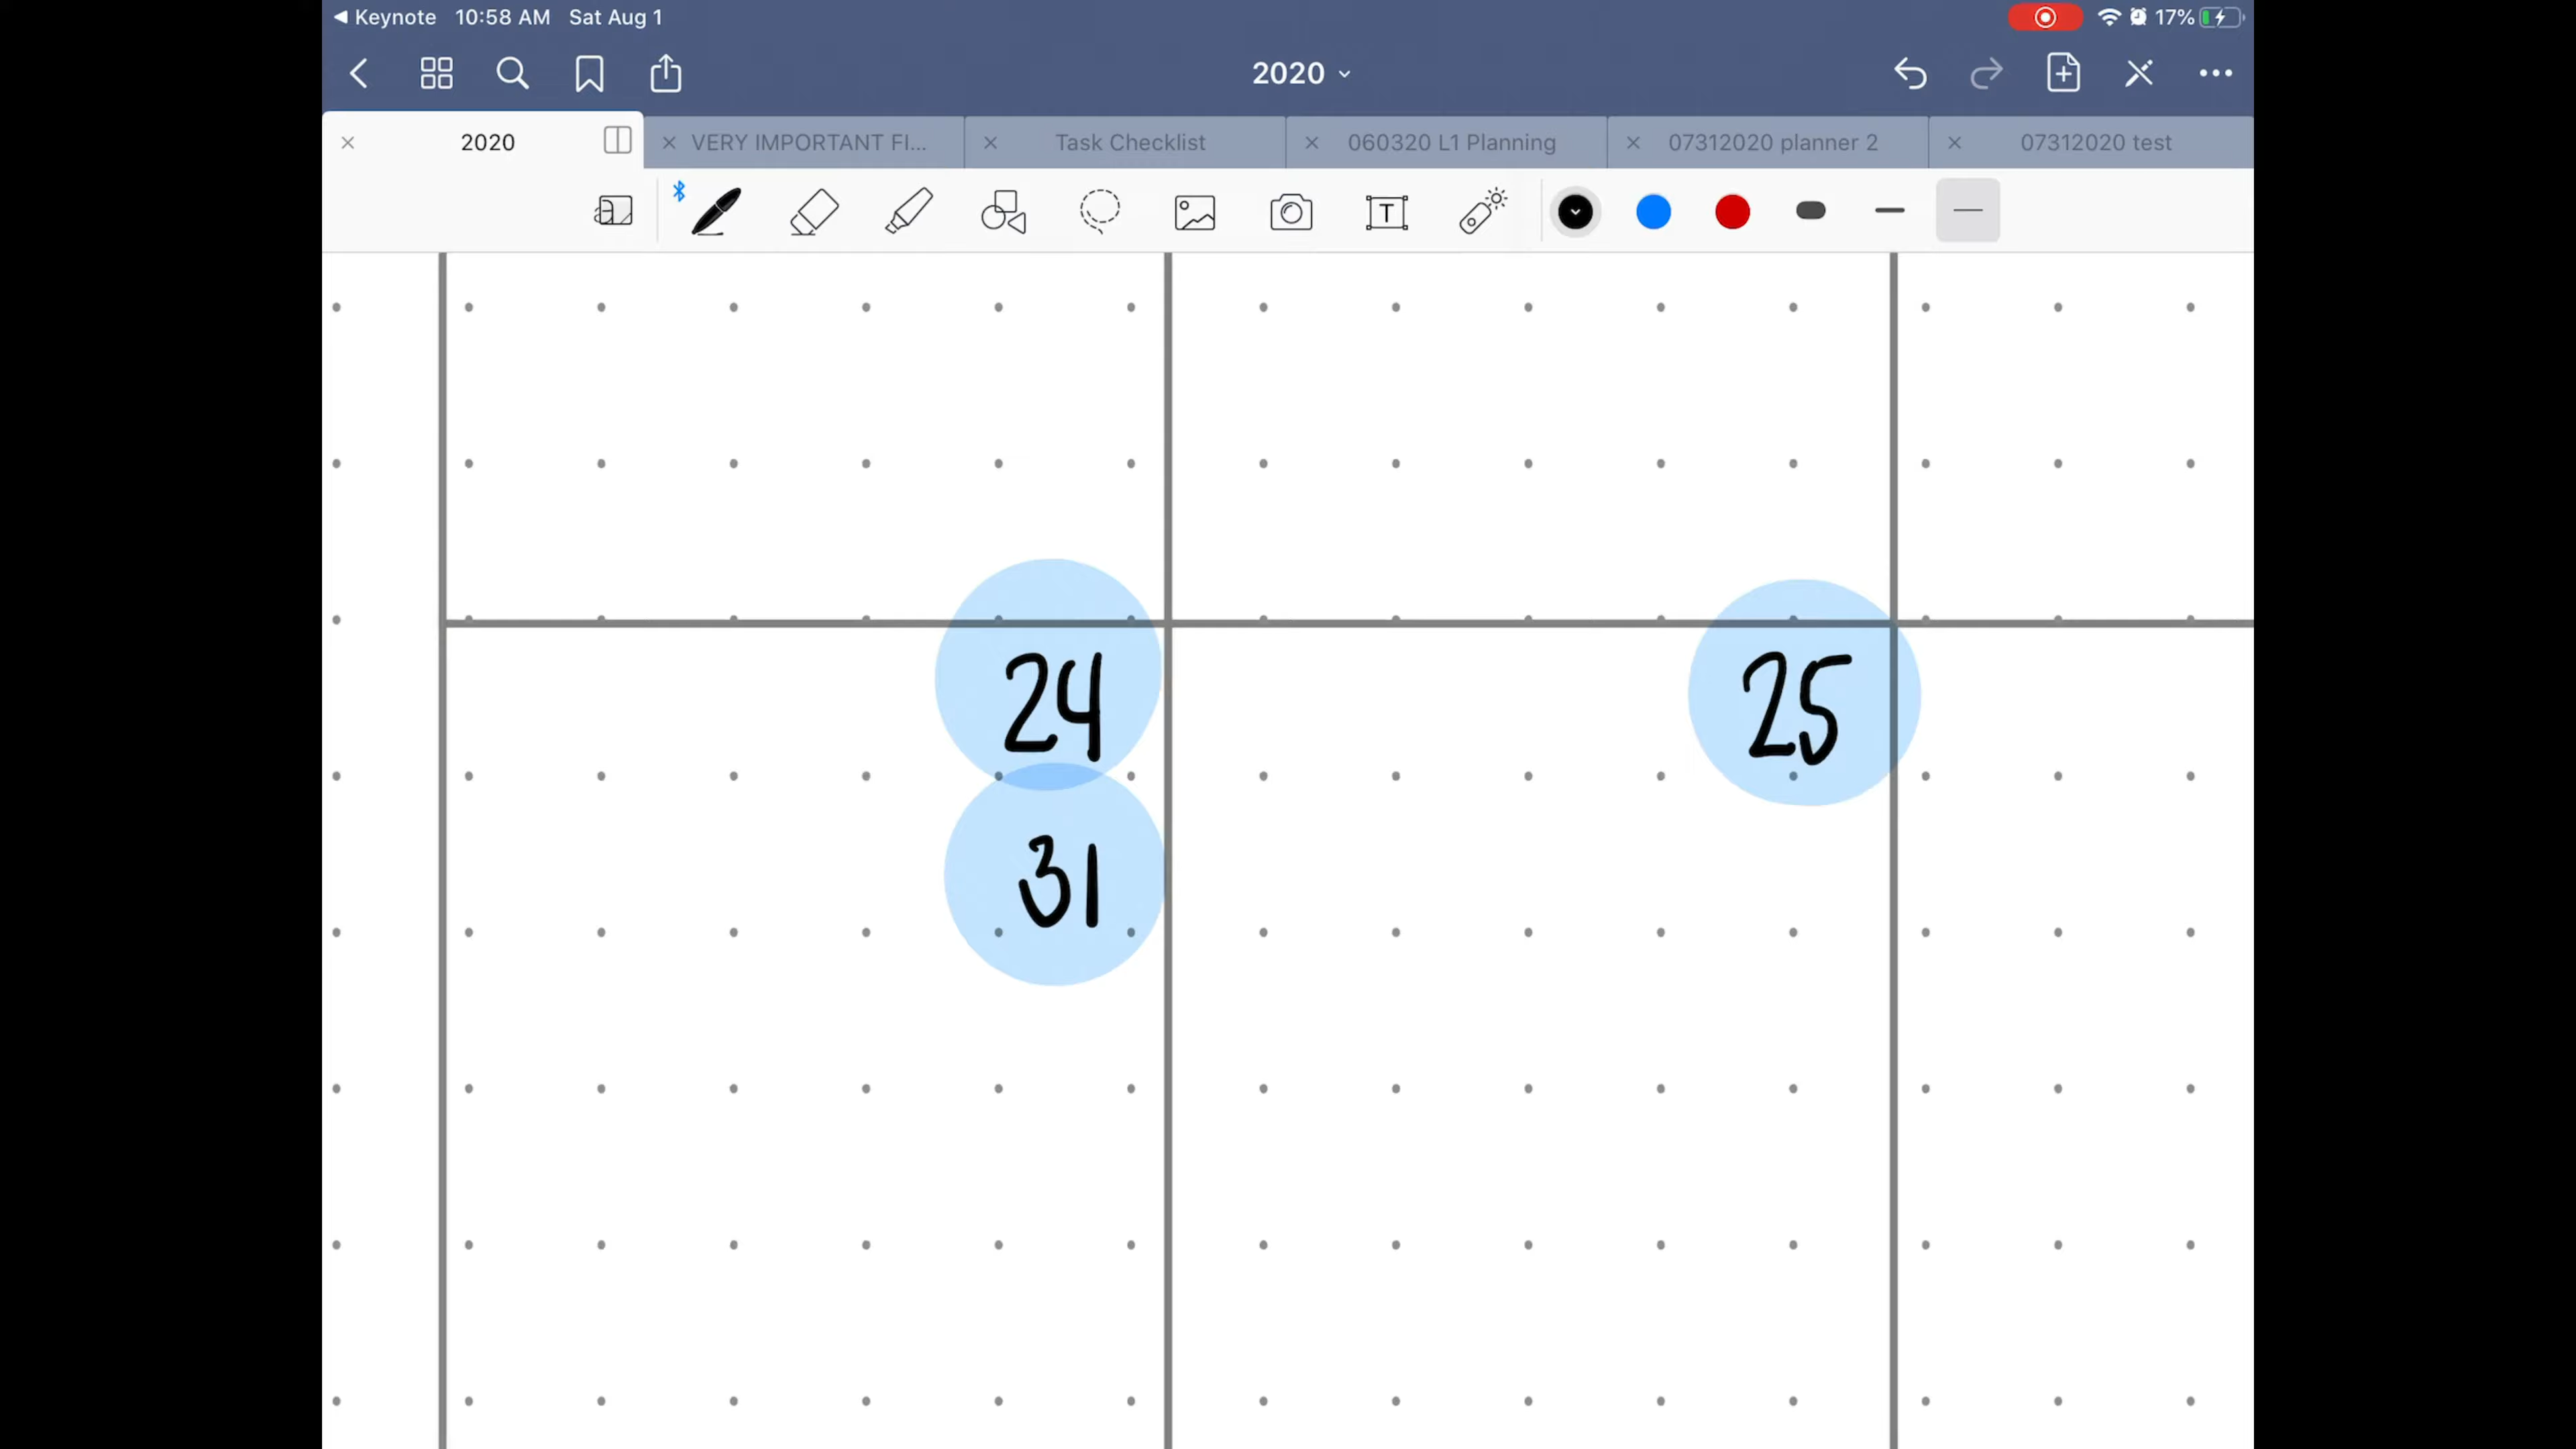 Keynote 10:58 AM Sat Aug 1 17%
2020
2020 VERY IMPORTANT FI... Task Checklist 060320 L1 Planning 07312020 planner 2 07312020 test
a T
24 25
31